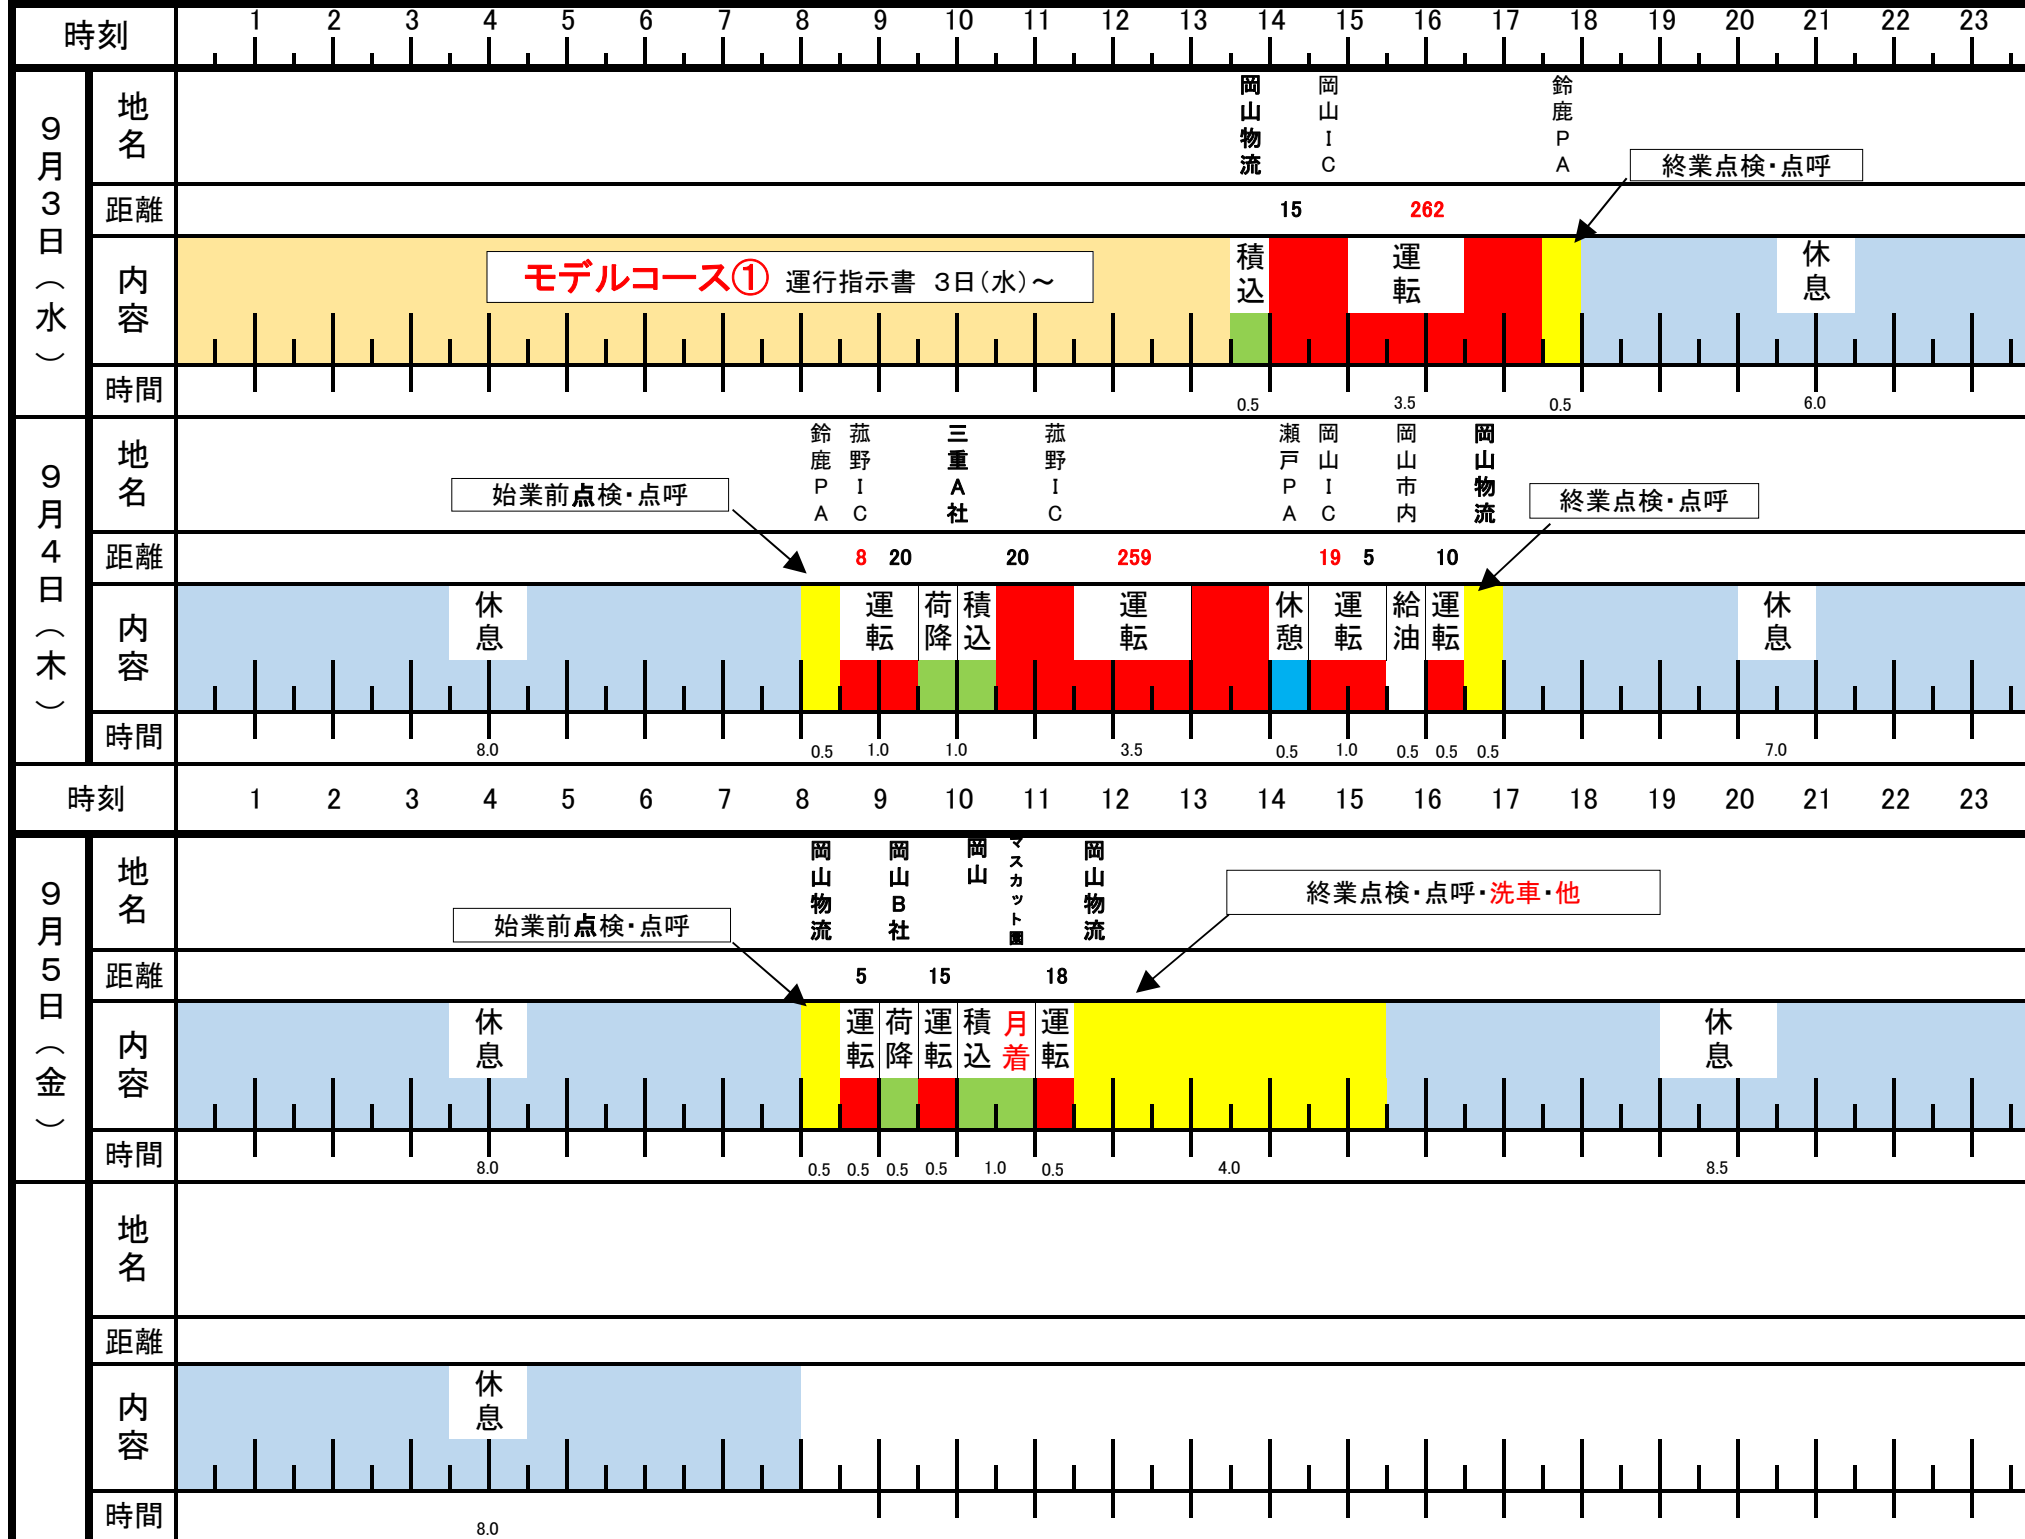 時刻 1 2 3 4 5 6 7 8 9 10 11 12 13 14 15 16 17 18 19 20 21 22 23
9月3日（水）
地名 岡山物流 岡山IC 鈴鹿PA
終業点検・点呼
距離 15 262
内容 モデルコース① 運行指示書 3日(水)～ 積込 運転 休息
時間 0.5 3.5 0.5 6.0
9月4日（木）
地名 鈴鹿PA 菰野IC 三重A社 菰野IC 瀬戸PA 岡山IC 岡山市内 岡山物流
始業前点検・点呼 終業点検・点呼
距離 8 20 20 259 19 5 10
内容 休息 運転 荷降 積込 運転 休憩 運転 給油 運転 休息
時間 8.0 0.5 1.0 1.0 3.5 0.5 1.0 0.5 0.5 0.5 7.0
時刻 1 2 3 4 5 6 7 8 9 10 11 12 13 14 15 16 17 18 19 20 21 22 23
9月5日（金）
地名 岡山物流 岡山B社 岡山 マスカット園 岡山物流
始業前点検・点呼 終業点検・点呼・洗車・他
距離 5 15 18
内容 休息 運転 荷降 運転 積込 月着 運転 休息
時間 8.0 0.5 0.5 0.5 0.5 1.0 0.5 4.0 8.5
地名
距離
内容 休息
時間 8.0